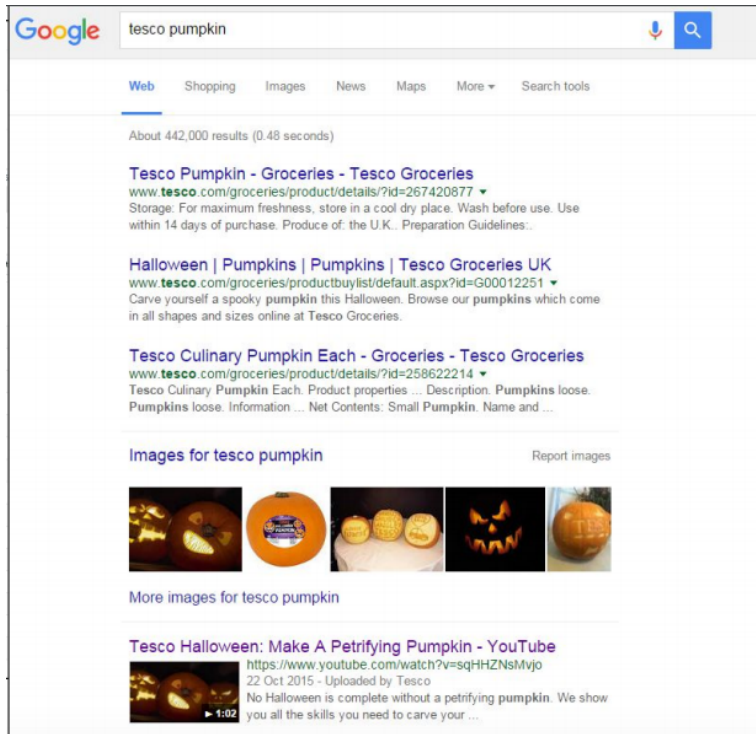 Google
tesco pumpkin
Web Shopping Images News Maps More Search tools
About 442,000 results (0.48 seconds)
Tesco Pumpkin - Groceries - Tesco Groceries
www.tesco.com/groceries/product/details/?id=267420877
Storage: For maximum freshness, store in a cool dry place. Wash before use. Use
within 14 days of purchase. Produce of: the U.K.. Preparation Guidelines:.
Halloween | Pumpkins | Pumpkins | Tesco Groceries UK
www.tesco.com/groceries/productbuylist/default.aspx?id=G00012251
Carve yourself a spooky pumpkin this Halloween. Browse our pumpkins which come
in all shapes and sizes online at Tesco Groceries.
Tesco Culinary Pumpkin Each - Groceries - Tesco Groceries
www.tesco.com/groceries/product/details/?id=258622214
Tesco Culinary Pumpkin Each. Product properties ... Description. Pumpkins loose.
Pumpkins loose. Information ... Net Contents: Small Pumpkin. Name and ...
Images for tesco pumpkin Report images
More images for tesco pumpkin
Tesco Halloween: Make A Petrifying Pumpkin - YouTube
https://www.youtube.com/watch?v=sqHHZNsMvjo
22 Oct 2015 - Uploaded by Tesco
No Halloween is complete without a petrifying pumpkin. We show
1:02 you all the skills you need to carve your ...